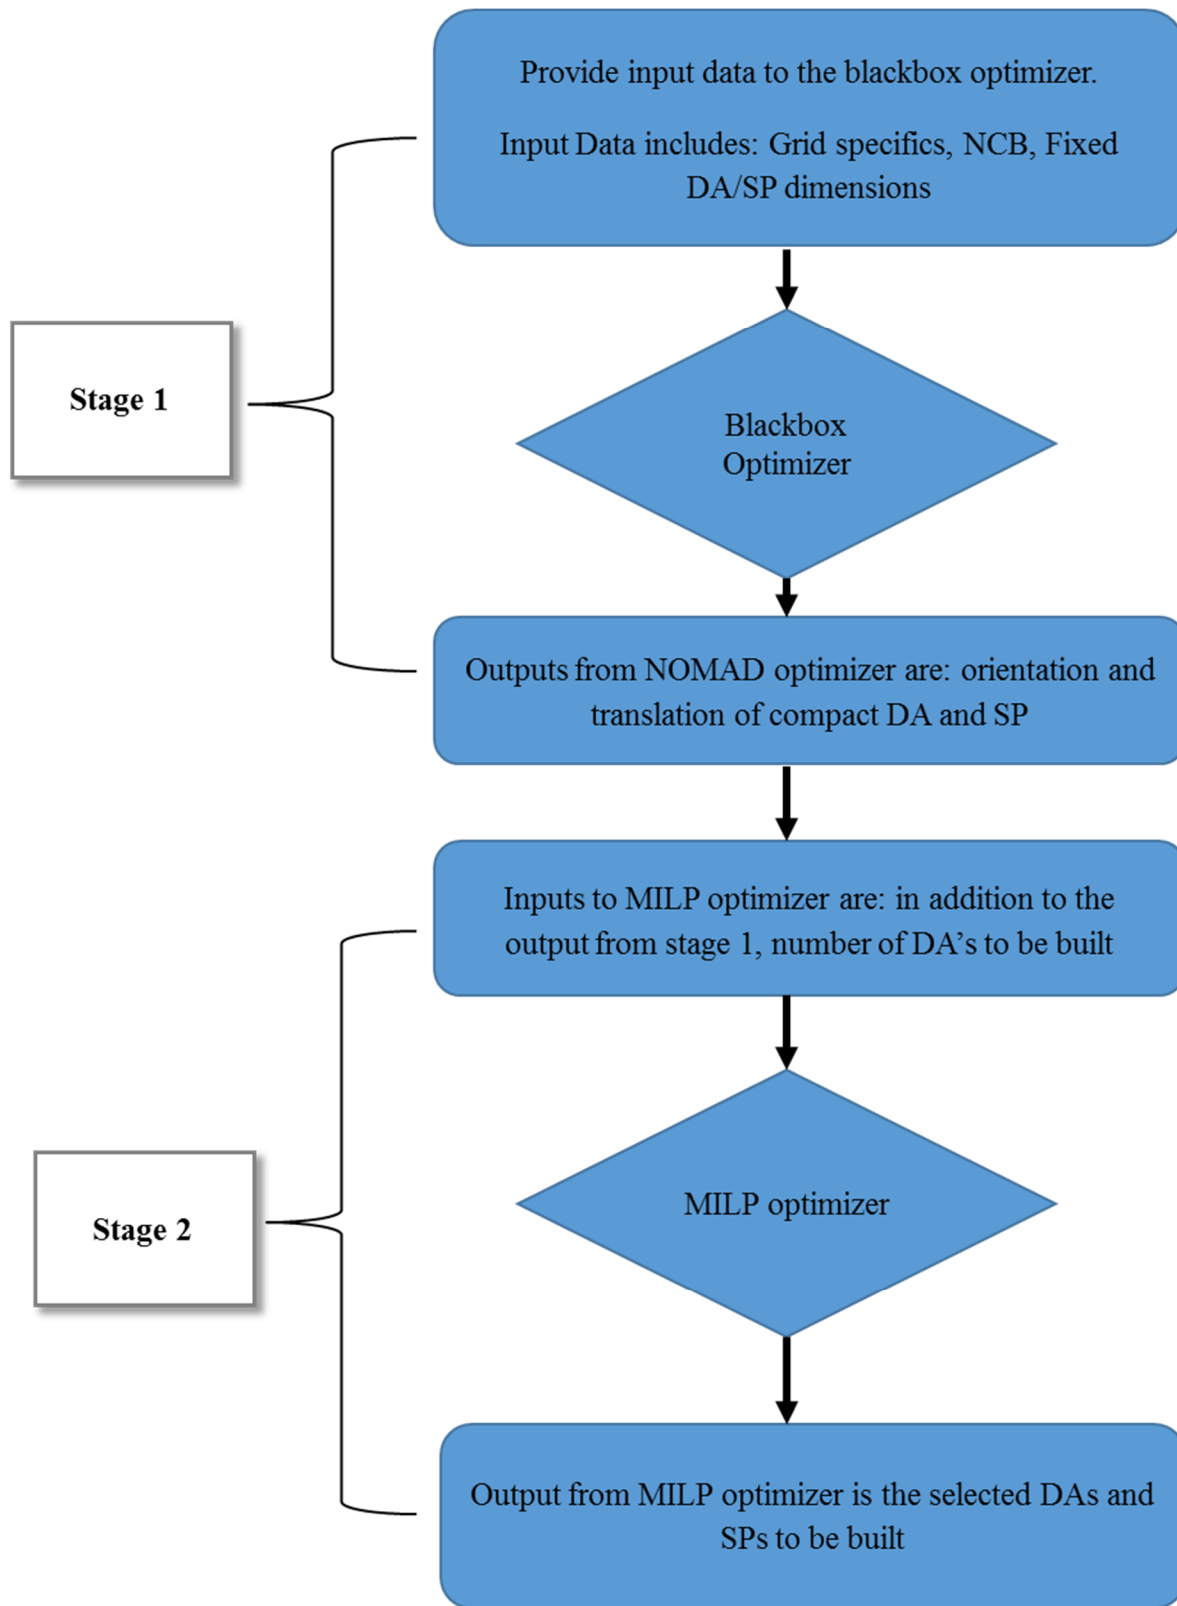 Provide input data to the blackbox optimizer.
Input Data includes: Grid specifics, NCB, Fixed
DA/SP dimensions
Stage 1
Blackbox
Optimizer
Outputs from NOMAD optimizer are: orientation and
translation of compact DA and SP
Inputs to MILP optimizer are: in addition to the
output from stage 1, number of DA’s to be built
Stage 2
MILP optimizer
Output from MILP optimizer is the selected DAs and
SPs to be built